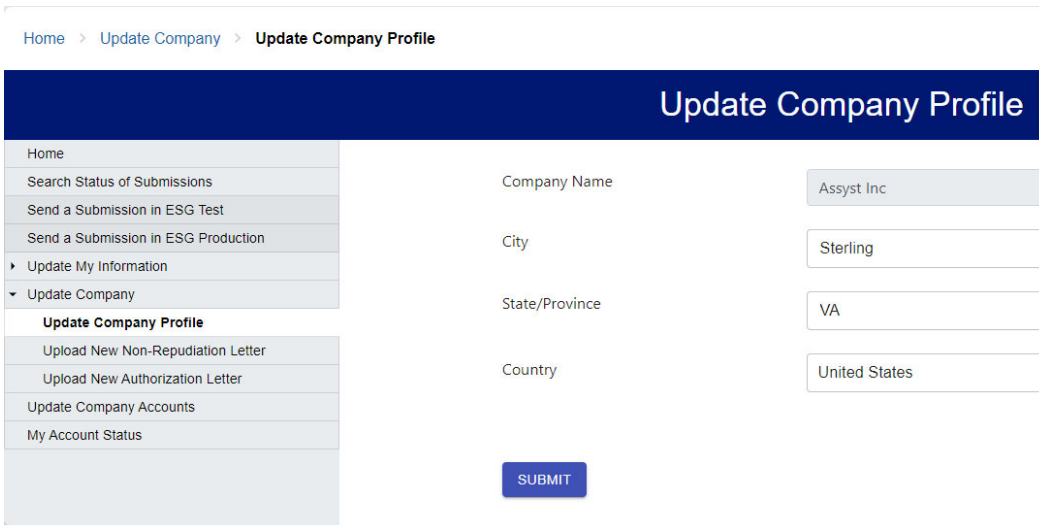 Home > Update Company > Update Company Profile
Update Company Profile
Home
Search Status of Submissions
Send a Submission in ESG Test
Send a Submission in ESG Production
Update My Information
Update Company
Update Company Profile
Upload New Non-Repudiation Letter
Upload New Authorization Letter
Update Company Accounts
My Account Status
Company Name Assyst Inc
City Sterling
State/Province VA
Country United States
SUBMIT